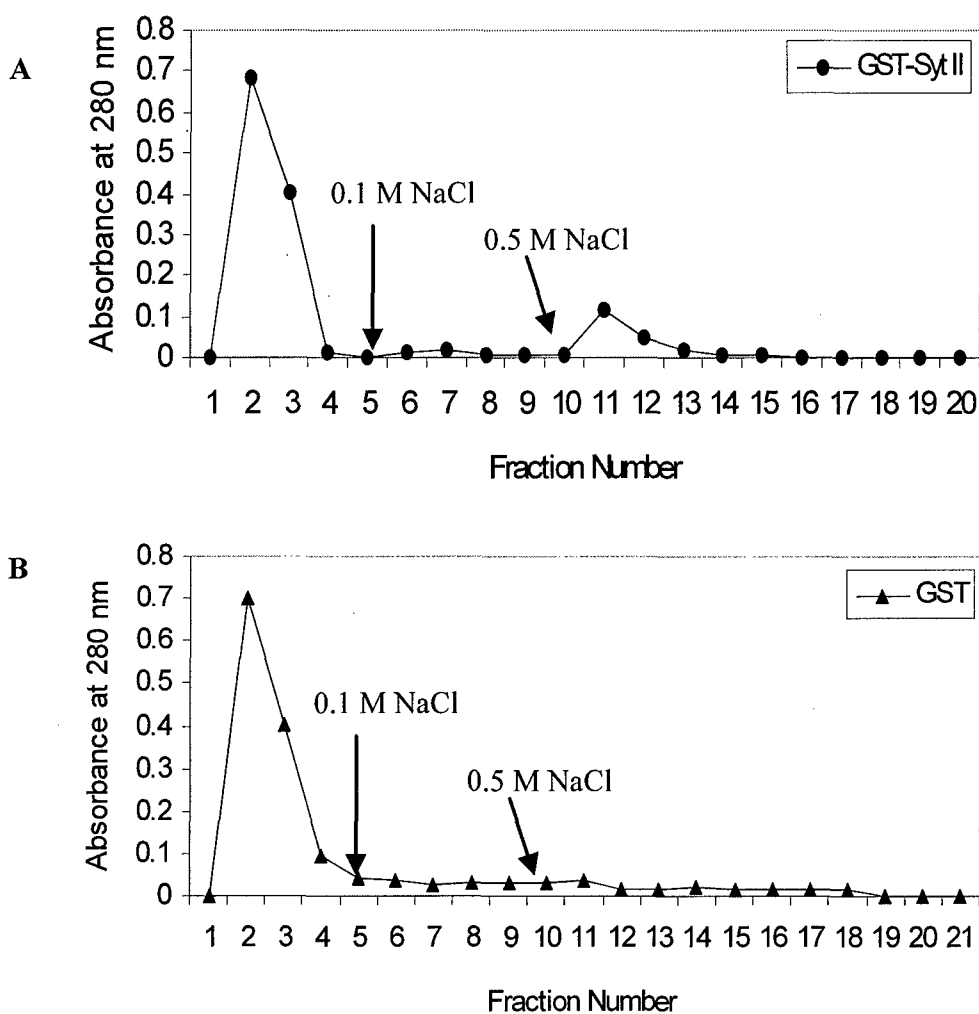 A
Absorbance at 280 nm
0.8
0.7
0.6
0.5
0.4
0.3
0.2
0.1
0
GST-Syt II
0.1 M NaCl
0.5 M NaCl
1 2 3 4 5 6 7 8 9 10 11 12 13 14 15 16 17 18 19 20
Fraction Number
B
Absorbance at 280 nm
0.8
0.7
0.6
0.5
0.4
0.3
0.2
0.1
0
GST
0.1 M NaCl
0.5 M NaCl
1 2 3 4 5 6 7 8 9 10 11 12 13 14 15 16 17 18 19 20 21
Fraction Number